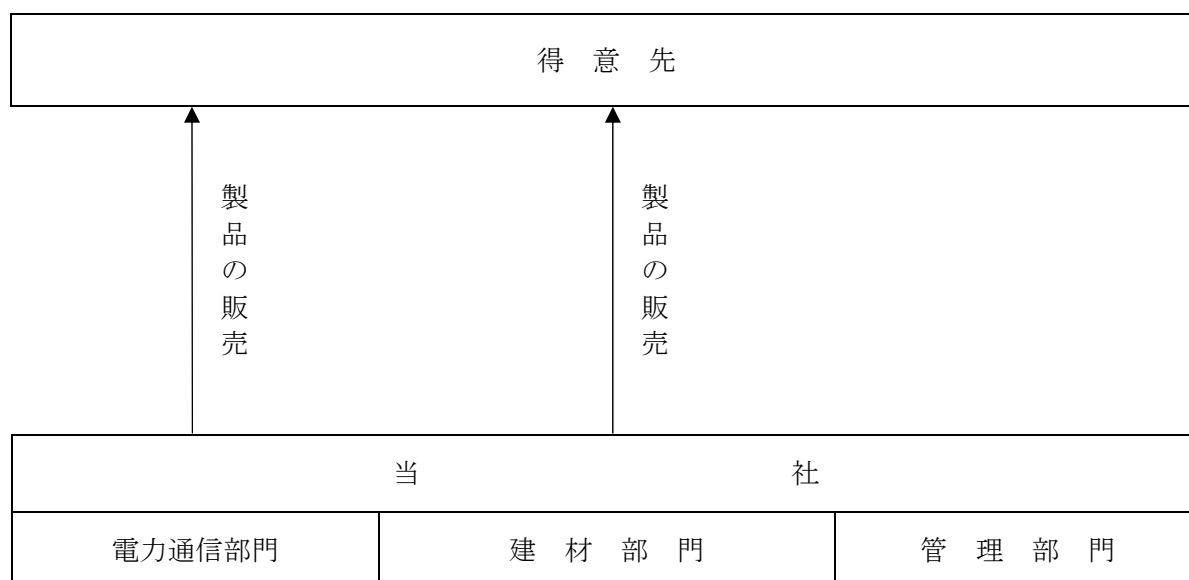 得意先
製品の販売
製品の販売
当社
電力通信部門
建材部門
管理部門